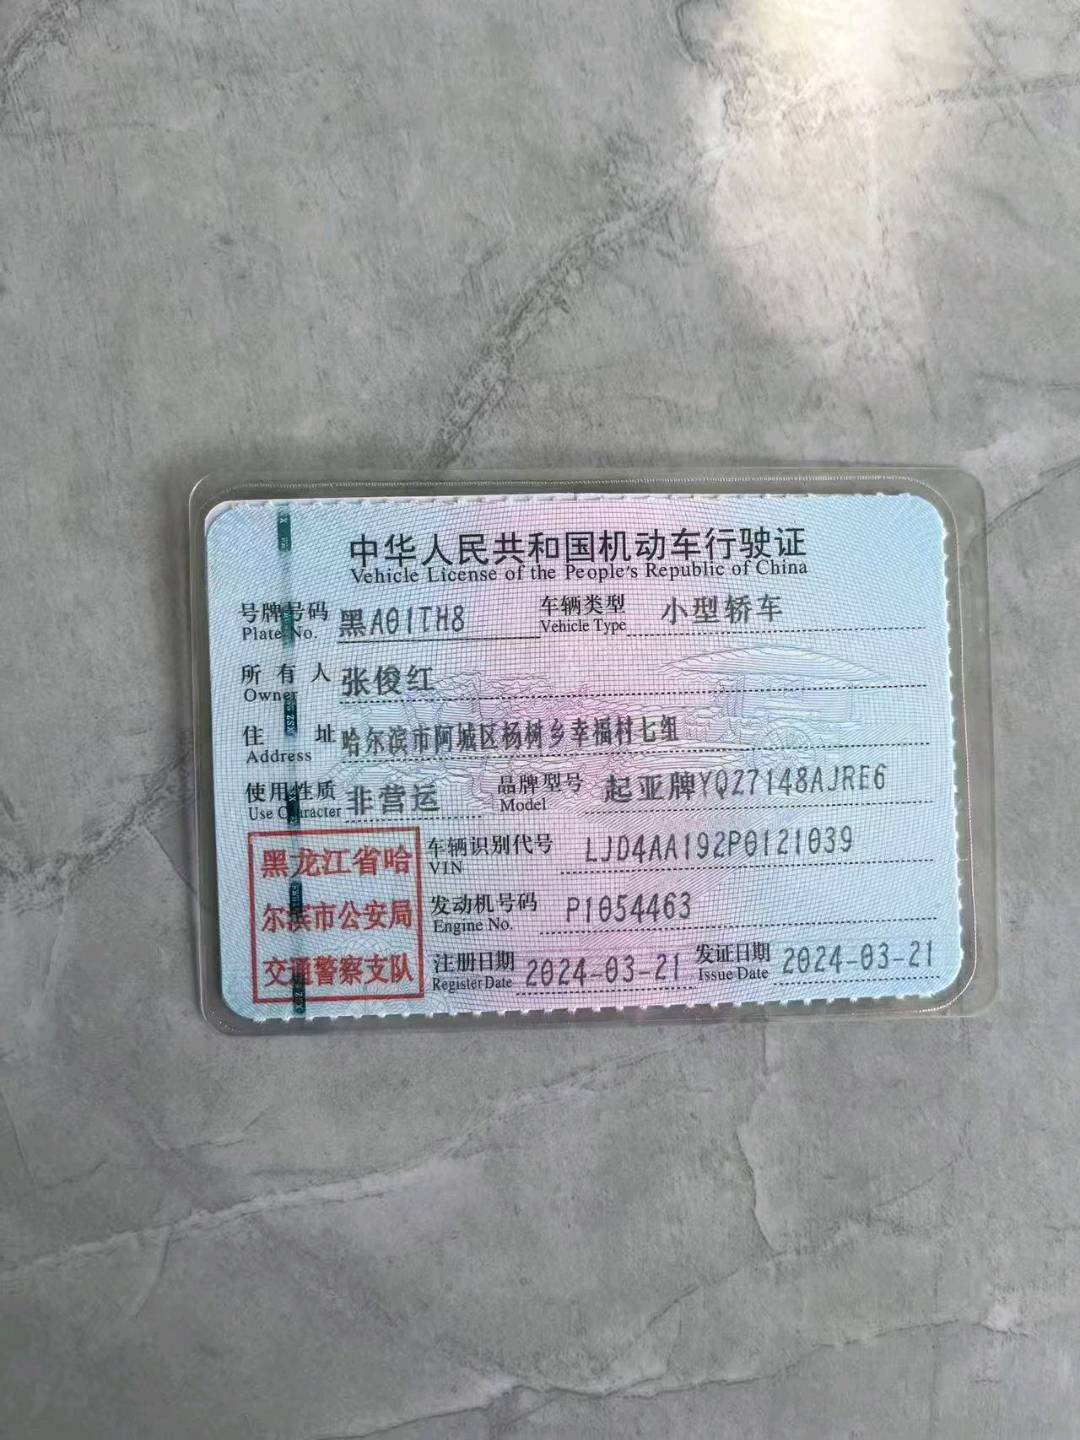 中华人民共和国机动车行驶证
Vehicle License of the People's Republic of China
号牌号码 黑A01TH8 车辆类型 小型轿车
Plate No. Vehicle Type
所有人 张俊红
Owner
住址 哈尔滨市阿城区杨树乡幸福村七组
Address
使用性质 非营运 品牌型号 起亚牌YQZ7148AJRE6
Use Character Model
黑龙江省哈
尔滨市公安局
交通警察支队
车辆识别代号 LJD4AA192P0121039
VIN
发动机号码 P1054463
Engine No.
注册日期 2024-03-21 发证日期 2024-03-21
Register Date Issue Date